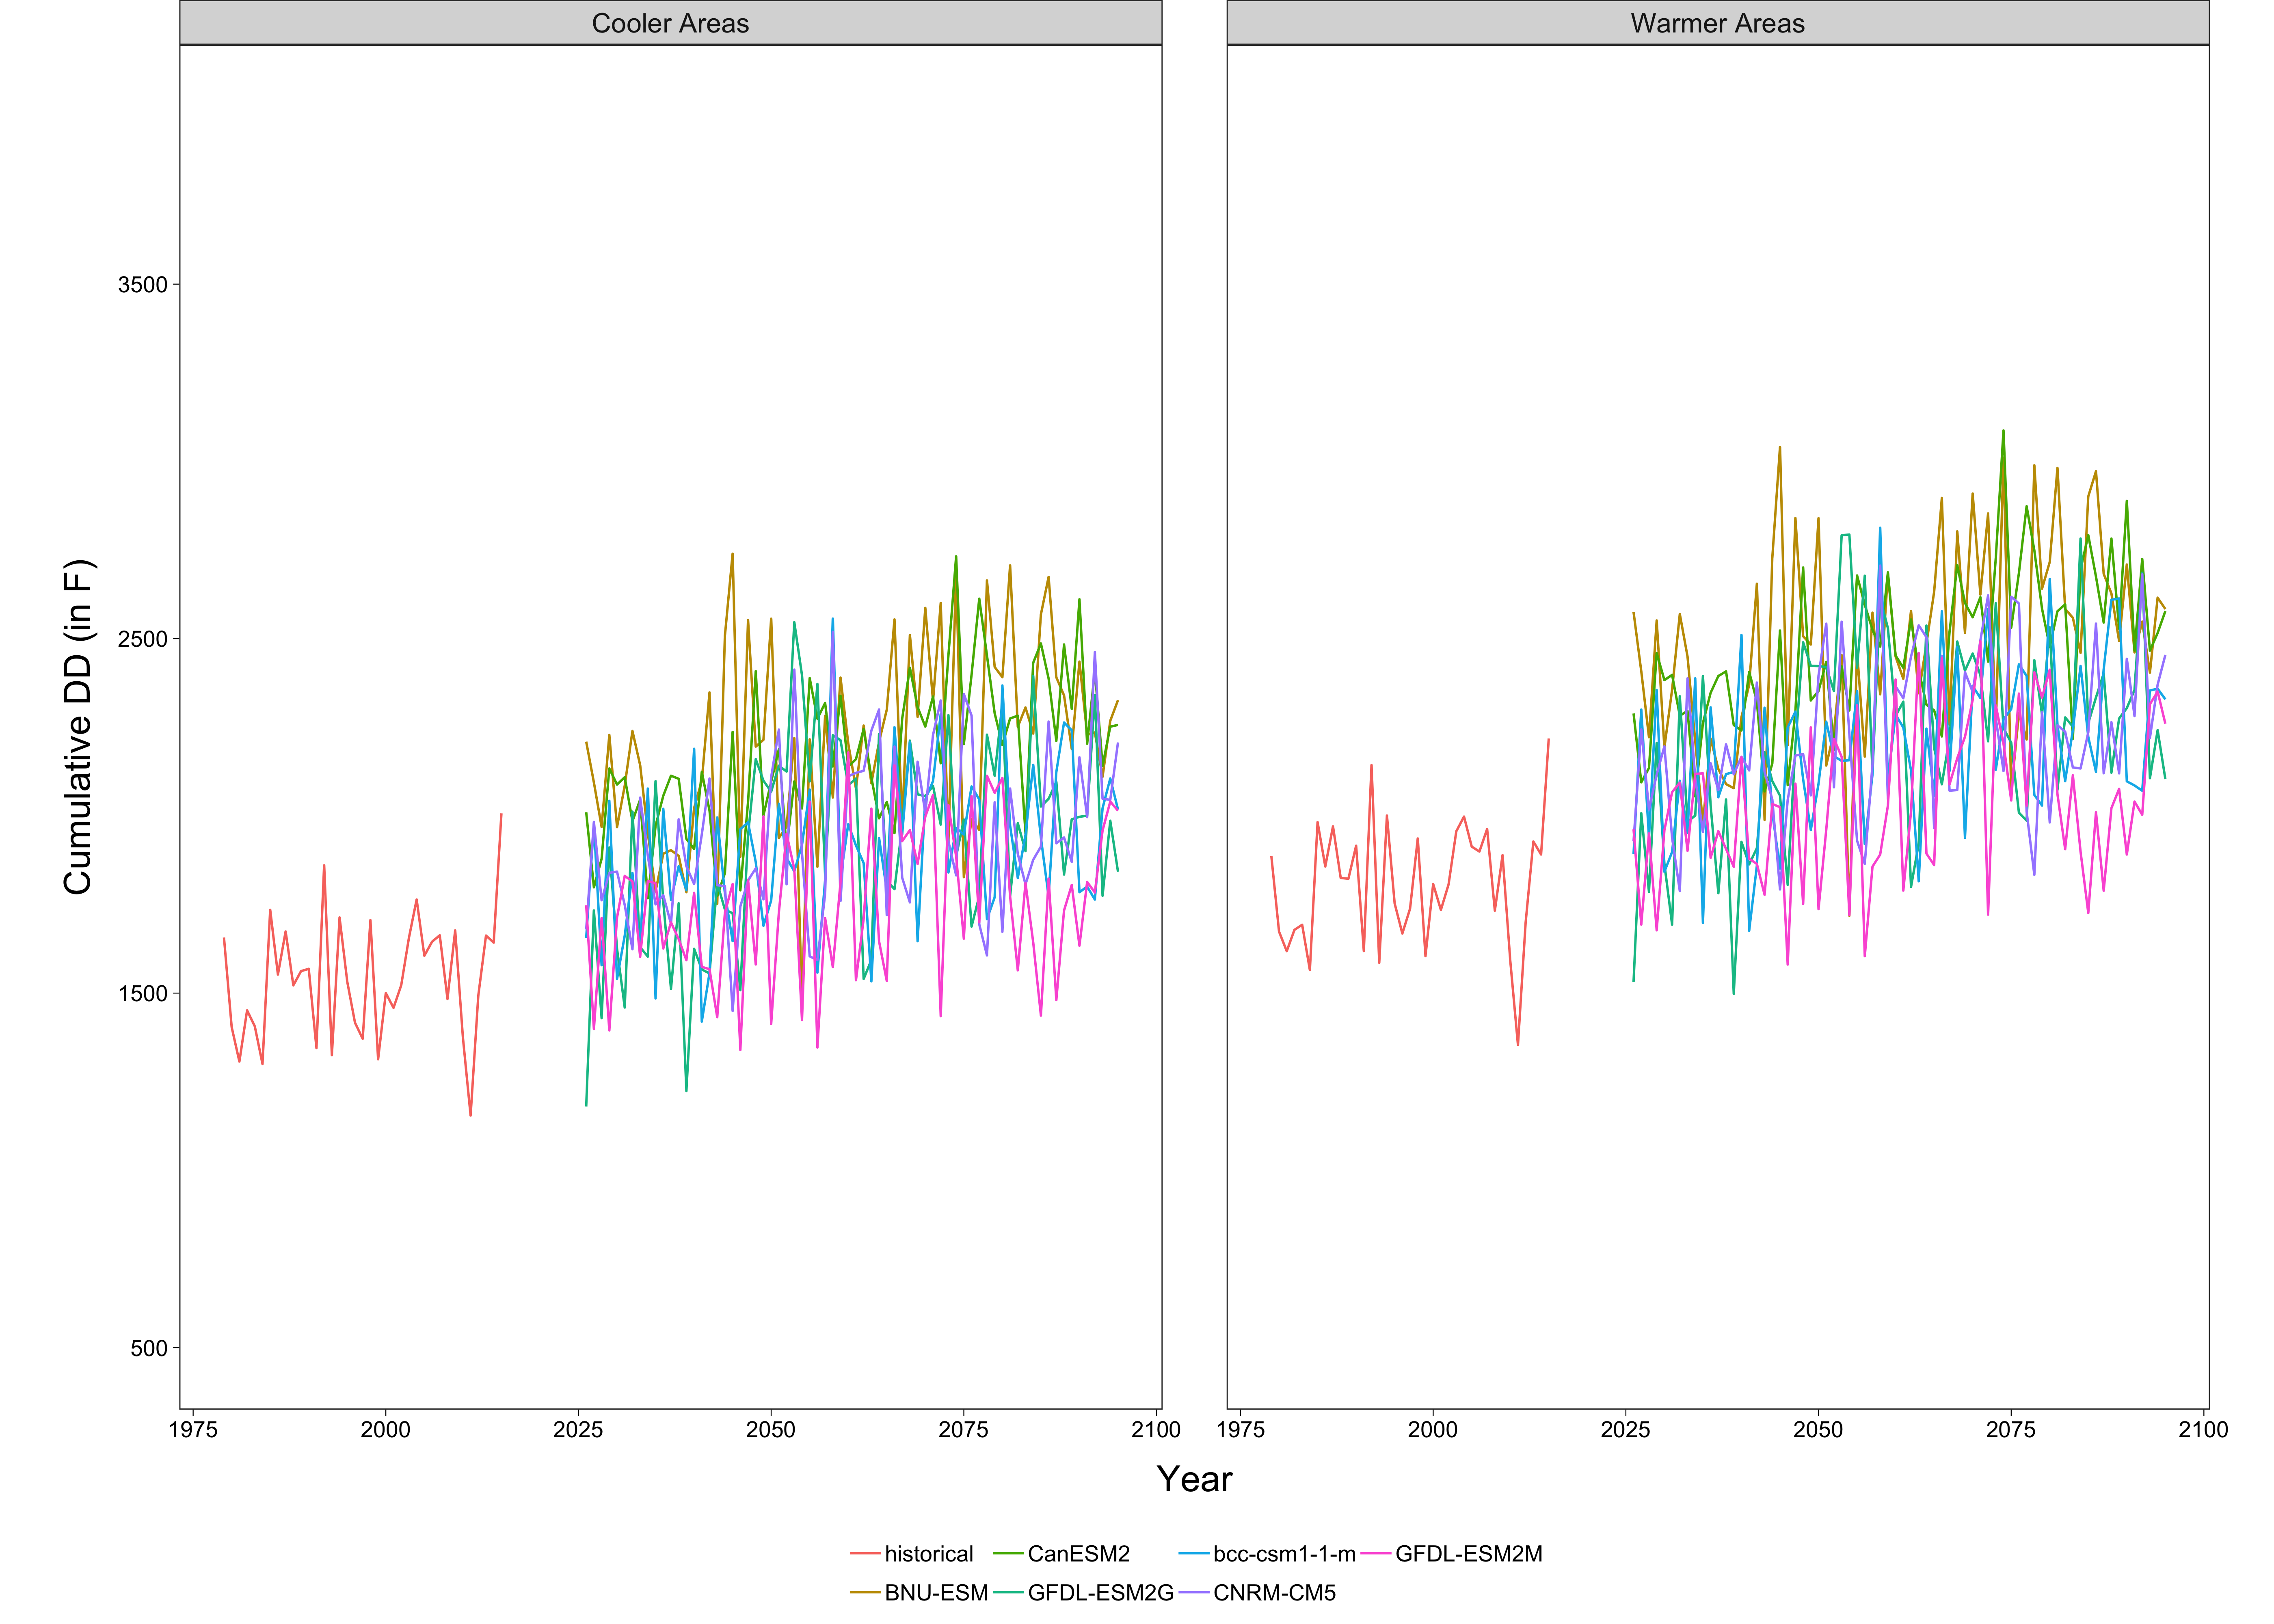 Cooler Areas
Warmer Areas
Cumulative DD (in F)
3500
2500
1500
500
1975 2000 2025 2050 2075 2100
1975 2000 2025 2050 2075 2100
Year
historical CanESM2 bcc-csm1-1-m GFDL-ESM2M
BNU-ESM GFDL-ESM2G CNRM-CM5